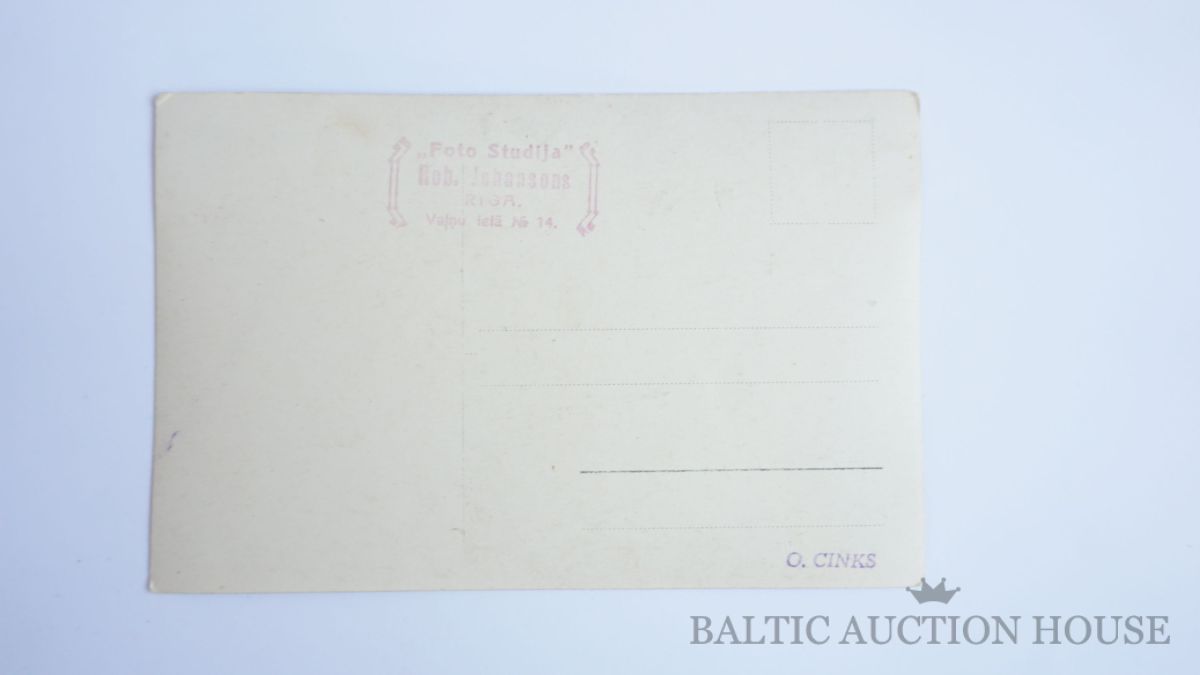 „Foto Studija"
Rob. Johansons
RIGA.
Vaļņu ielā № 14.
O. CINKS
BALTIC AUCTION HOUSE